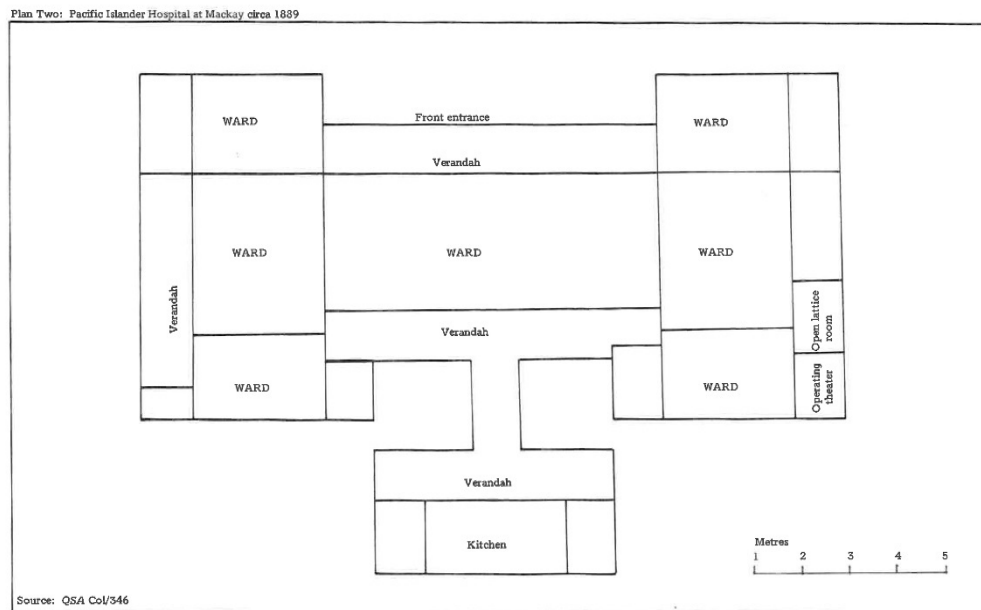 Plan Two: Pacific Islander Hospital at Mackay circa 1889
WARD
Front entrance
WARD
Verandah
WARD
WARD
WARD
Verandah
Open lattice
room
Verandah
WARD
WARD
Operating
theater
Verandah
Kitchen
Metres
1 2 3 4 5
Source: QSA Col/346